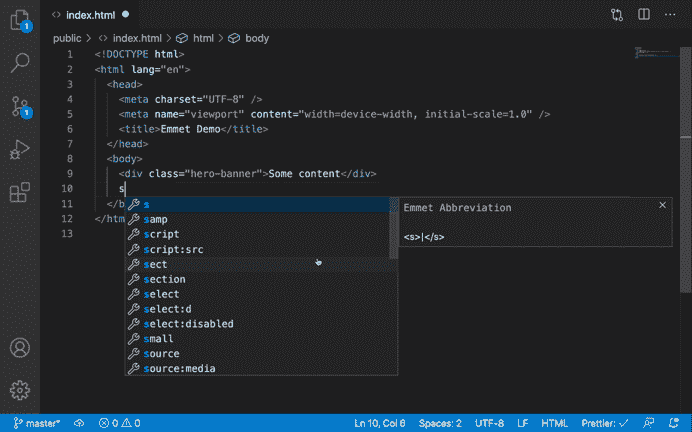 index.html
public > index.html > html > body
1 <!DOCTYPE html>
2 <html lang="en">
3 <head>
4 <meta charset="UTF-8" />
5 <meta name="viewport" content="width=device-width, initial-scale=1.0" />
6 <title>Emmet Demo</title>
7 </head>
8 <body>
9 <div class="hero-banner">Some content</div>
10 s
11 </b
12 </htm
13
s
samp
script
script:src
sect
section
select
select:d
select:disabled
small
source
source:media
Emmet Abbreviation
<s>|</s>
1
1
master*
0 0
Ln 10, Col 6
Spaces: 2
UTF-8
LF
HTML
Prettier: ✓